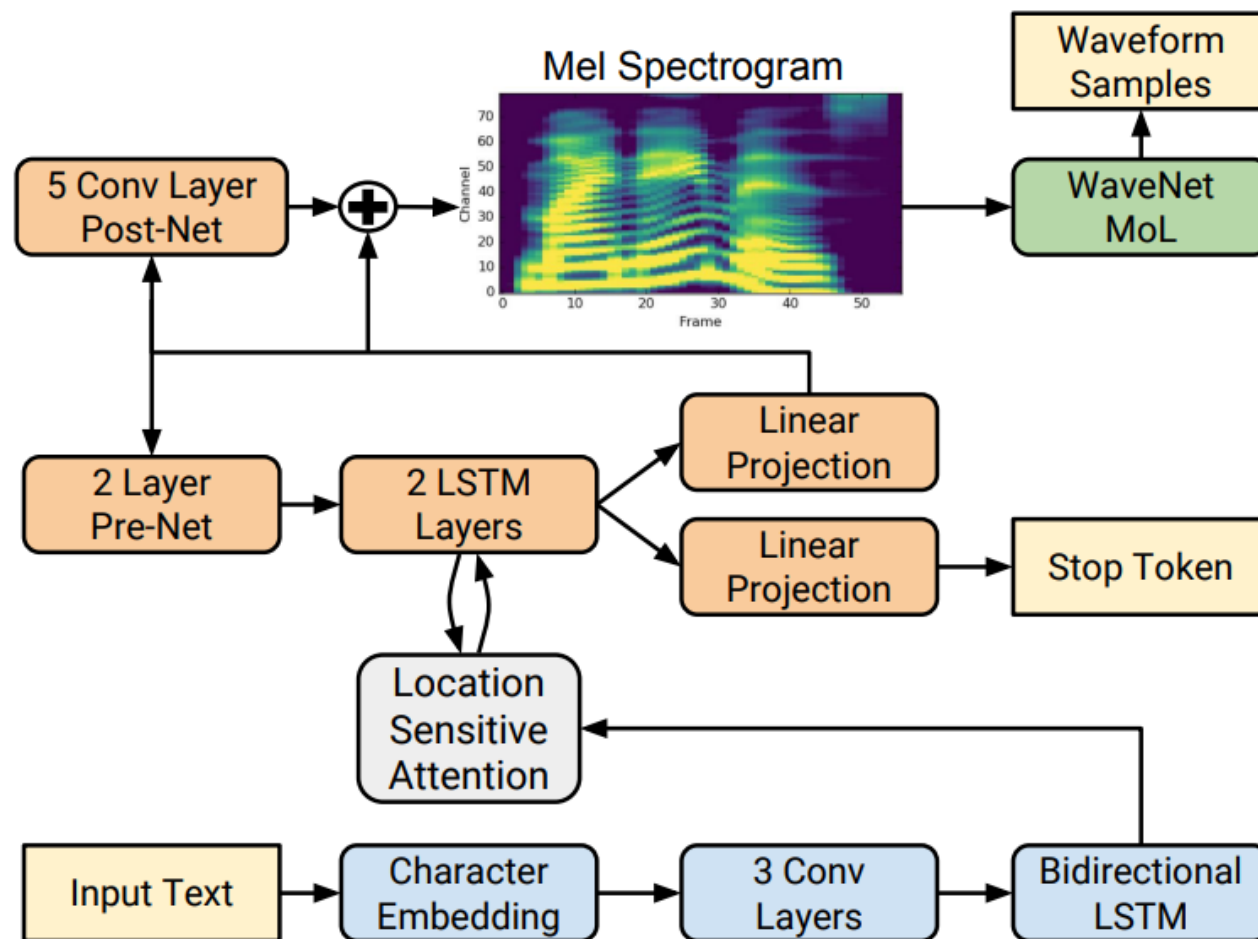 Waveform
Samples
Mel Spectrogram
70
60
50
40
30
20
10
0
Channel
0
10
20
30
40
50
Frame
5 Conv Layer
Post-Net
WaveNet
MoL
Linear
Projection
2 Layer
Pre-Net
2 LSTM
Layers
Linear
Projection
Stop Token
Location
Sensitive
Attention
Input Text
Character
Embedding
3 Conv
Layers
Bidirectional
LSTM